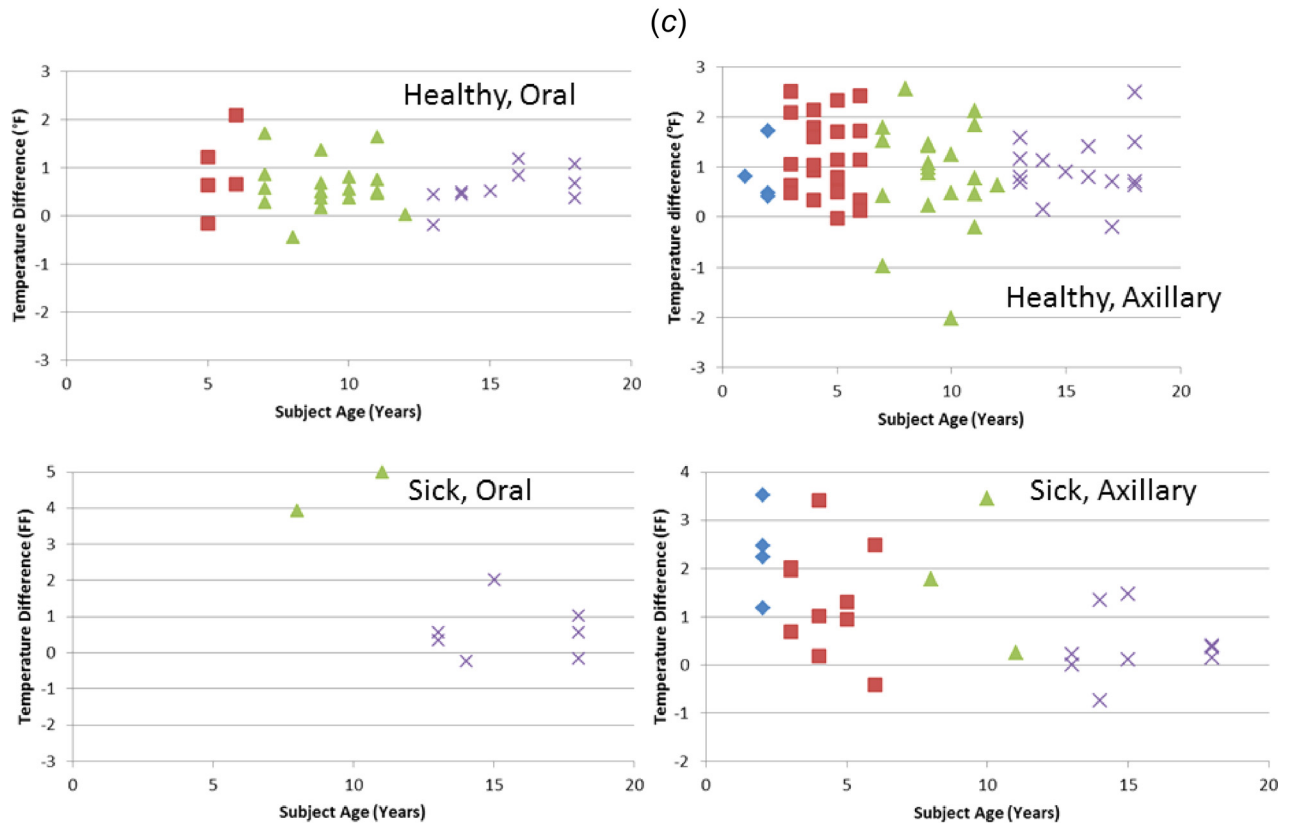 (c)
Healthy, Oral
Temperature Difference (°F)
3
2
1
0
-1
-2
-3
0 5 10 15 20
Subject Age (Years)
Healthy, Axillary
Temperature difference (°F)
3
2
1
0
-1
-2
-3
0 5 10 15 20
Subject Age (Years)
Sick, Oral
Temperature Difference (FF)
5
4
3
2
1
0
-1
-2
-3
0 5 10 15 20
Subject Age (Years)
Sick, Axillary
Temperature Difference (FF)
4
3
2
1
0
-1
-2
0 5 10 15 20
Subject Age (Years)